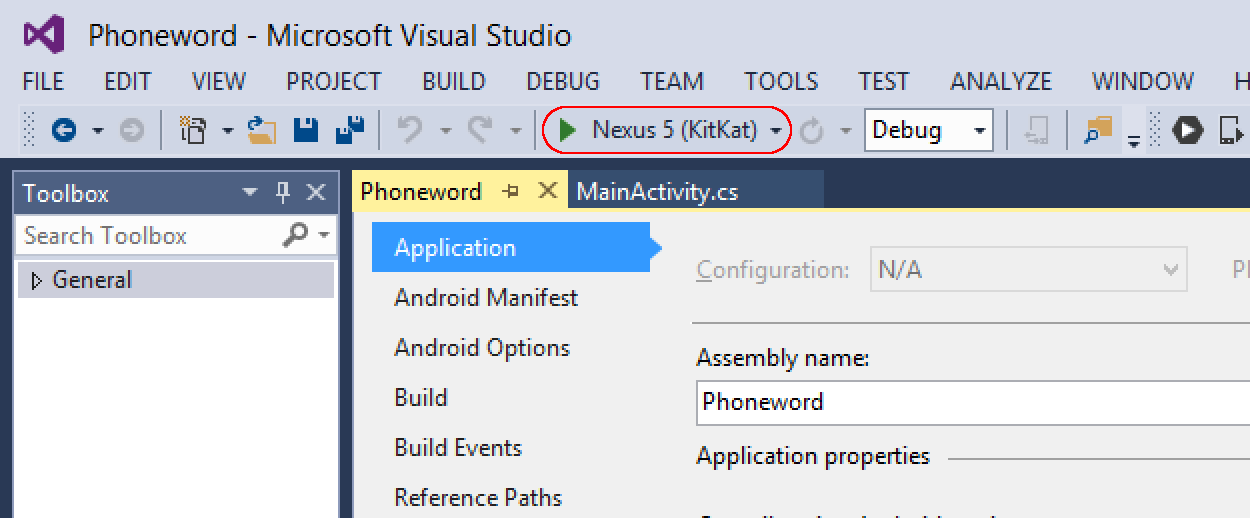 Phoneword - Microsoft Visual Studio
FILE EDIT VIEW PROJECT BUILD DEBUG TEAM TOOLS TEST ANALYZE WINDOW H
Nexus 5 (KitKat) Debug
Toolbox
Search Toolbox
General
Phoneword MainActivity.cs
Application
Android Manifest
Android Options
Build
Build Events
Reference Paths
Configuration: N/A Pl
Assembly name:
Phoneword
Application properties